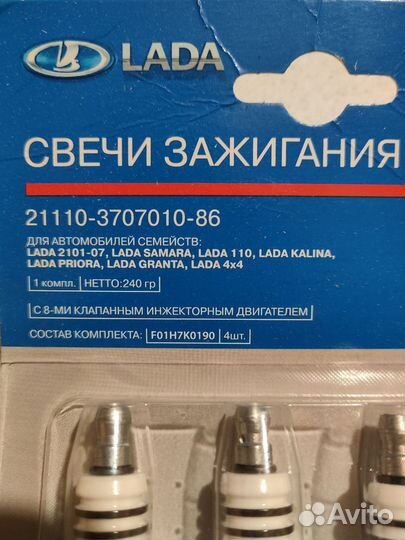 LADA
СВЕЧИ ЗАЖИГАНИЯ
21110-3707010-86
ДЛЯ АВТОМОБИЛЕЙ СЕМЕЙСТВ:
LADA 2101-07, LADA SAMARA, LADA 110, LADA KALINA,
LADA PRIORA, LADA GRANTA, LADA 4x4
1 компл. НЕТТО: 240 гр
С 8-МИ КЛАПАННЫМ ИНЖЕКТОРНЫМ ДВИГАТЕЛЕМ
СОСТАВ КОМПЛЕКТА: F01H7K0190 4шт.
Avito